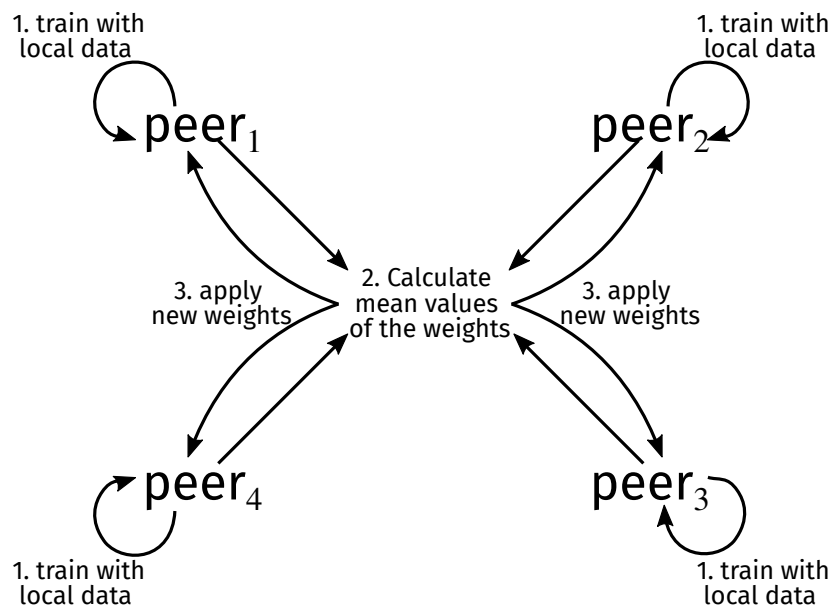 1. train with
local data
1. train with
local data
peer1
peer2
2. Calculate
mean values
of the weights
3. apply
new weights
3. apply
new weights
peer4
peer3
1. train with
local data
1. train with
local data